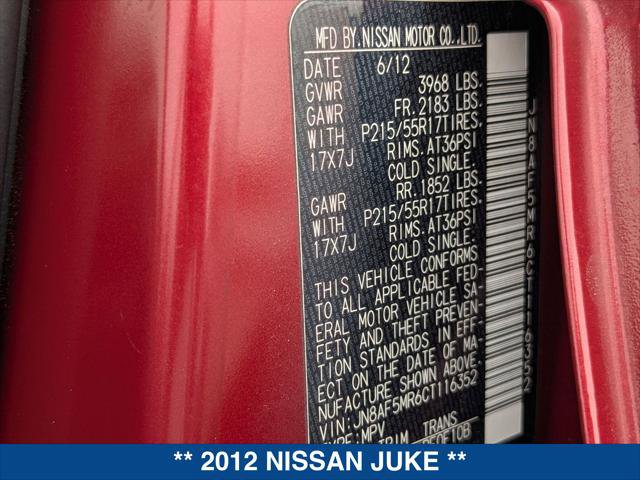 MFD BY.NISSAN MOTOR CO.,LTD.
DATE 6/12
GVWR 3968 LBS.
GAWR FR. 2183 LBS.
WITH P215/55R17TIRES,
17X7J RIMS. AT36PSI
COLD SINGLE.
GAWR RR. 1852 LBS.
WITH P215/55R17TIRES,
17X7J RIMS. AT36PSI
COLD SINGLE.
THIS VEHICLE CONFORMS
TO ALL APPLICABLE FED-
ERAL MOTOR VEHICLE SA-
FETY AND THEFT PREVEN-
TION STANDARDS IN EFF-
ECT ON THE DATE OF MA-
NUFACTURE SHOWN ABOVE.
VIN: JN8AF5MR6CT116352
TYPE: MPV
TRIM TRANS
JN8AF5MR6CT116352
** 2012 NISSAN JUKE **